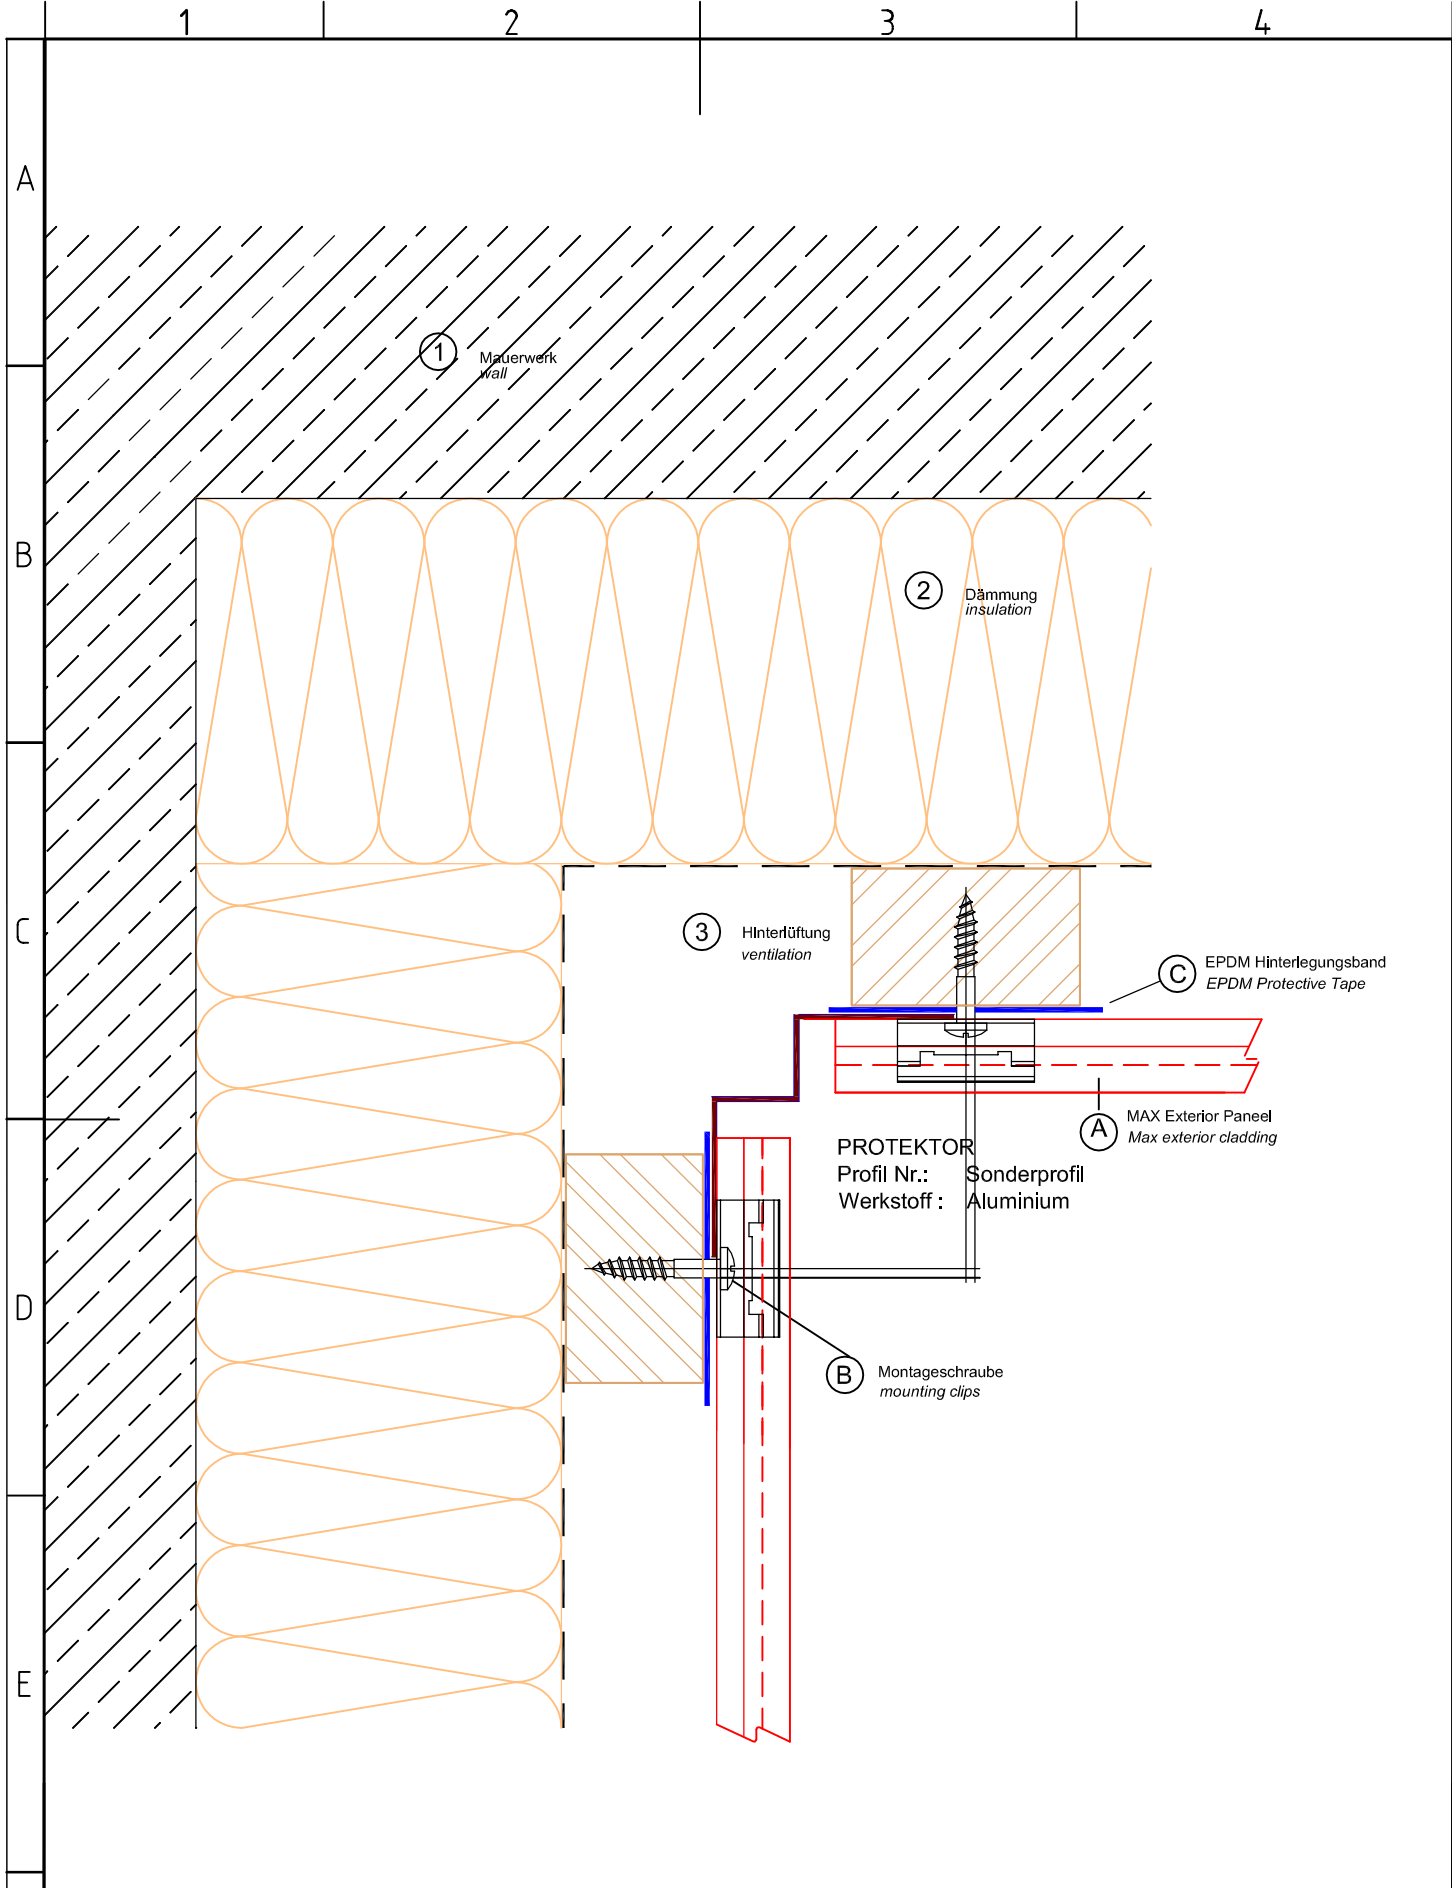 1 2 3 4
A
1 Mauerwerk
wall
B
2 Dämmung
insulation
C
3 Hinterlüftung
ventilation
C EPDM Hinterlegungsband
EPDM Protective Tape
A MAX Exterior Paneel
Max exterior cladding
PROTEKTOR
Profil Nr.: Sonderprofil
Werkstoff : Aluminium
D
B Montageschraube
mounting clips
E